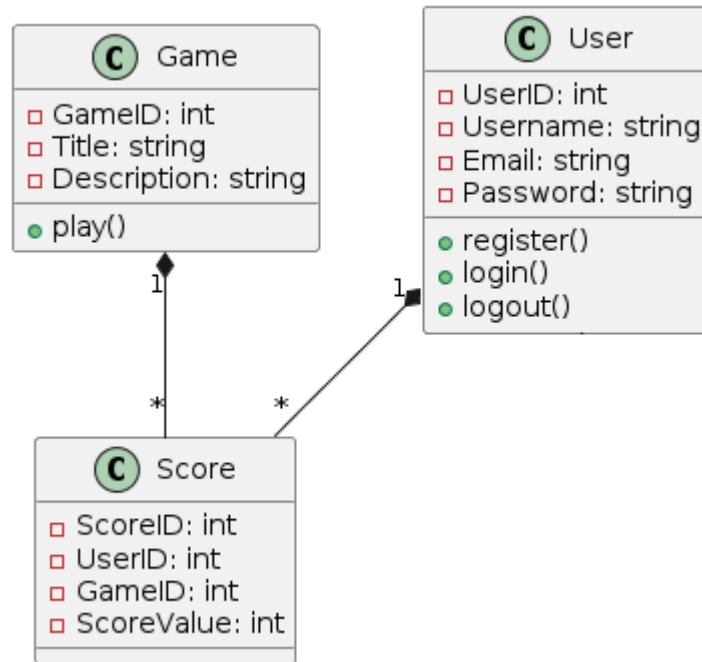 C Game
GameID: int
Title: string
Description: string
play()
C User
UserID: int
Username: string
Email: string
Password: string
register()
login()
logout()
1
1
*
*
C Score
ScoreID: int
UserID: int
GameID: int
ScoreValue: int